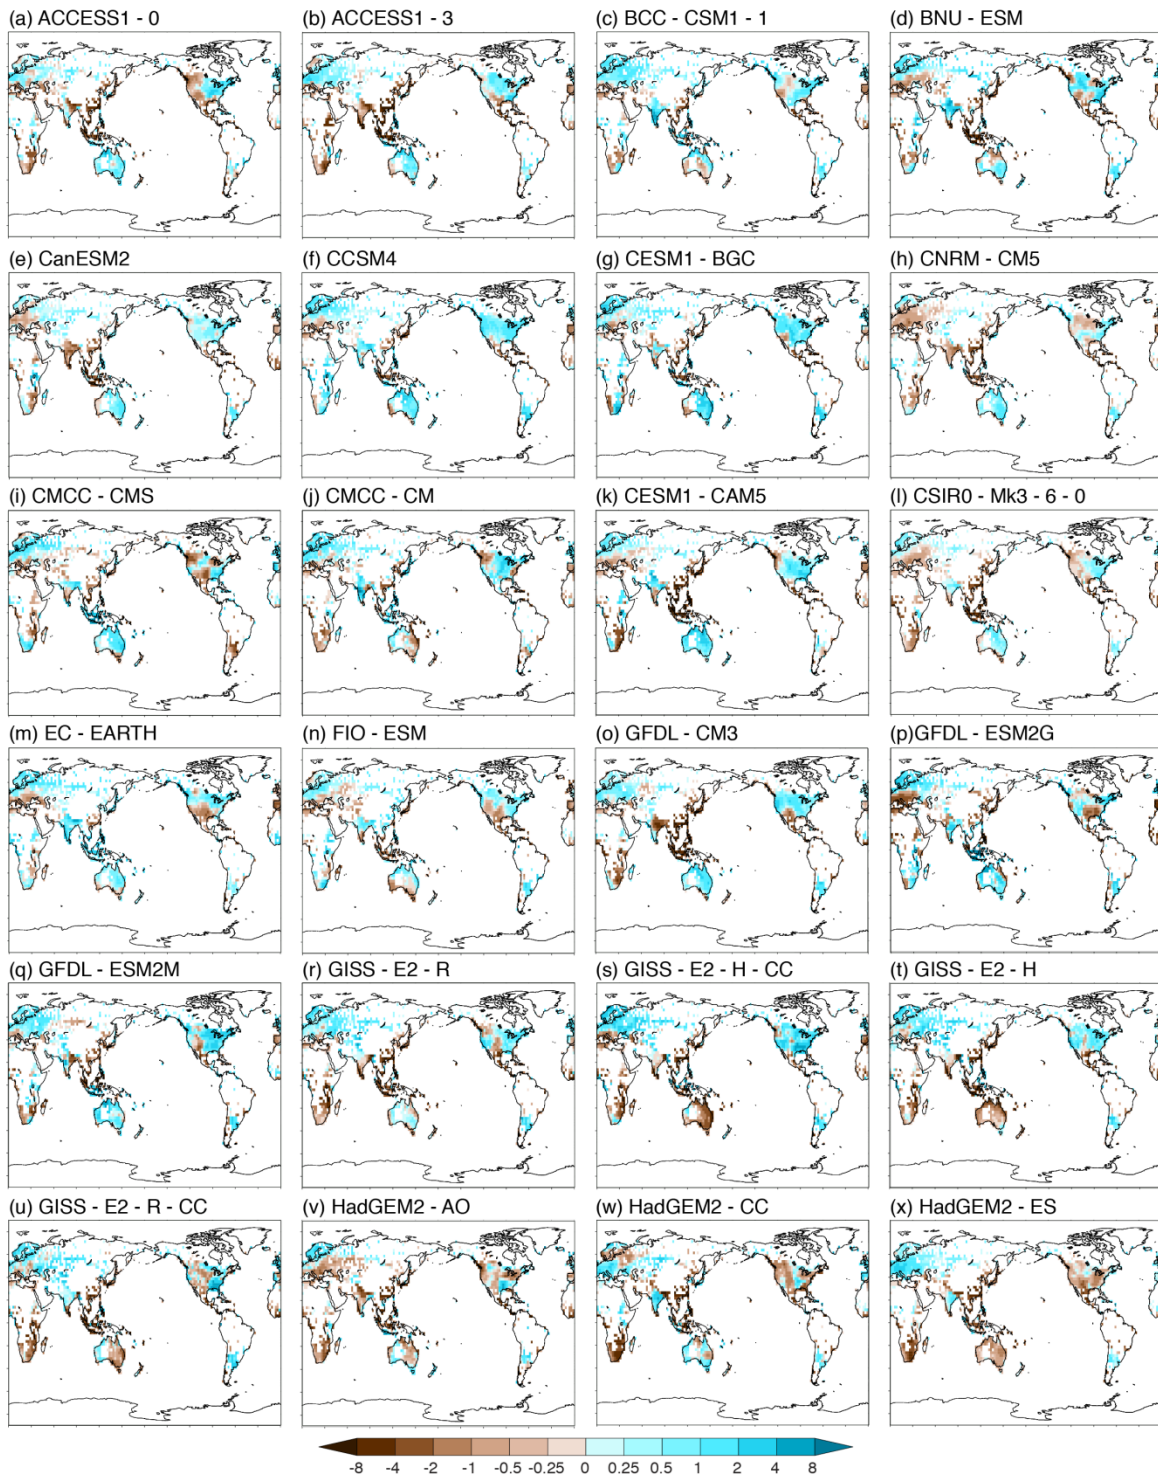 (a) ACCESS1 - 0 (b) ACCESS1 - 3 (c) BCC - CSM1 - 1 (d) BNU - ESM
(e) CanESM2 (f) CCSM4 (g) CESM1 - BGC (h) CNRM - CM5
(i) CMCC - CMS (j) CMCC - CM (k) CESM1 - CAM5 (l) CSIR0 - Mk3 - 6 - 0
(m) EC - EARTH (n) FIO - ESM (o) GFDL - CM3 (p)GFDL - ESM2G
(q) GFDL - ESM2M (r) GISS - E2 - R (s) GISS - E2 - H - CC (t) GISS - E2 - H
(u) GISS - E2 - R - CC (v) HadGEM2 - AO (w) HadGEM2 - CC (x) HadGEM2 - ES
-8 -4 -2 -1 -0.5 -0.25 0 0.25 0.5 1 2 4 8